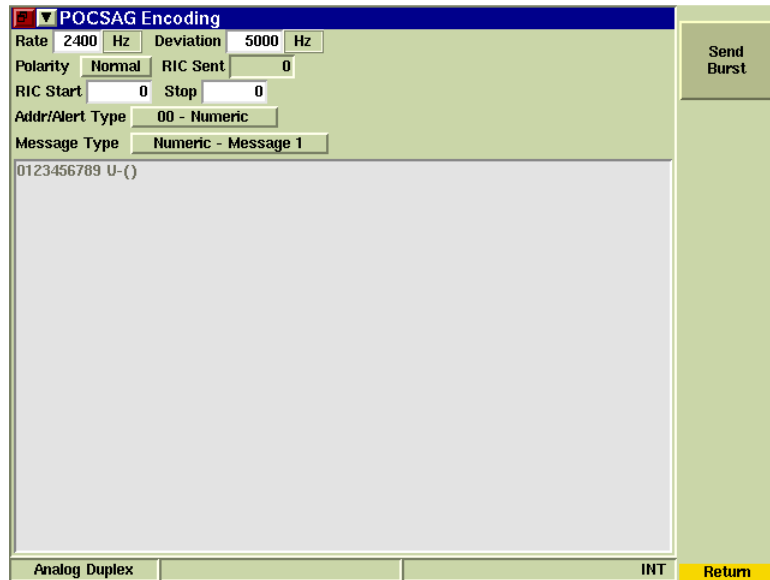 POCSAG Encoding
Rate 2400 Hz Deviation 5000 Hz
Polarity Normal RIC Sent 0
RIC Start 0 Stop 0
Addr/Alert Type 00 - Numeric
Message Type Numeric - Message 1
0123456789 U-()
Send
Burst
Analog Duplex INT
Return